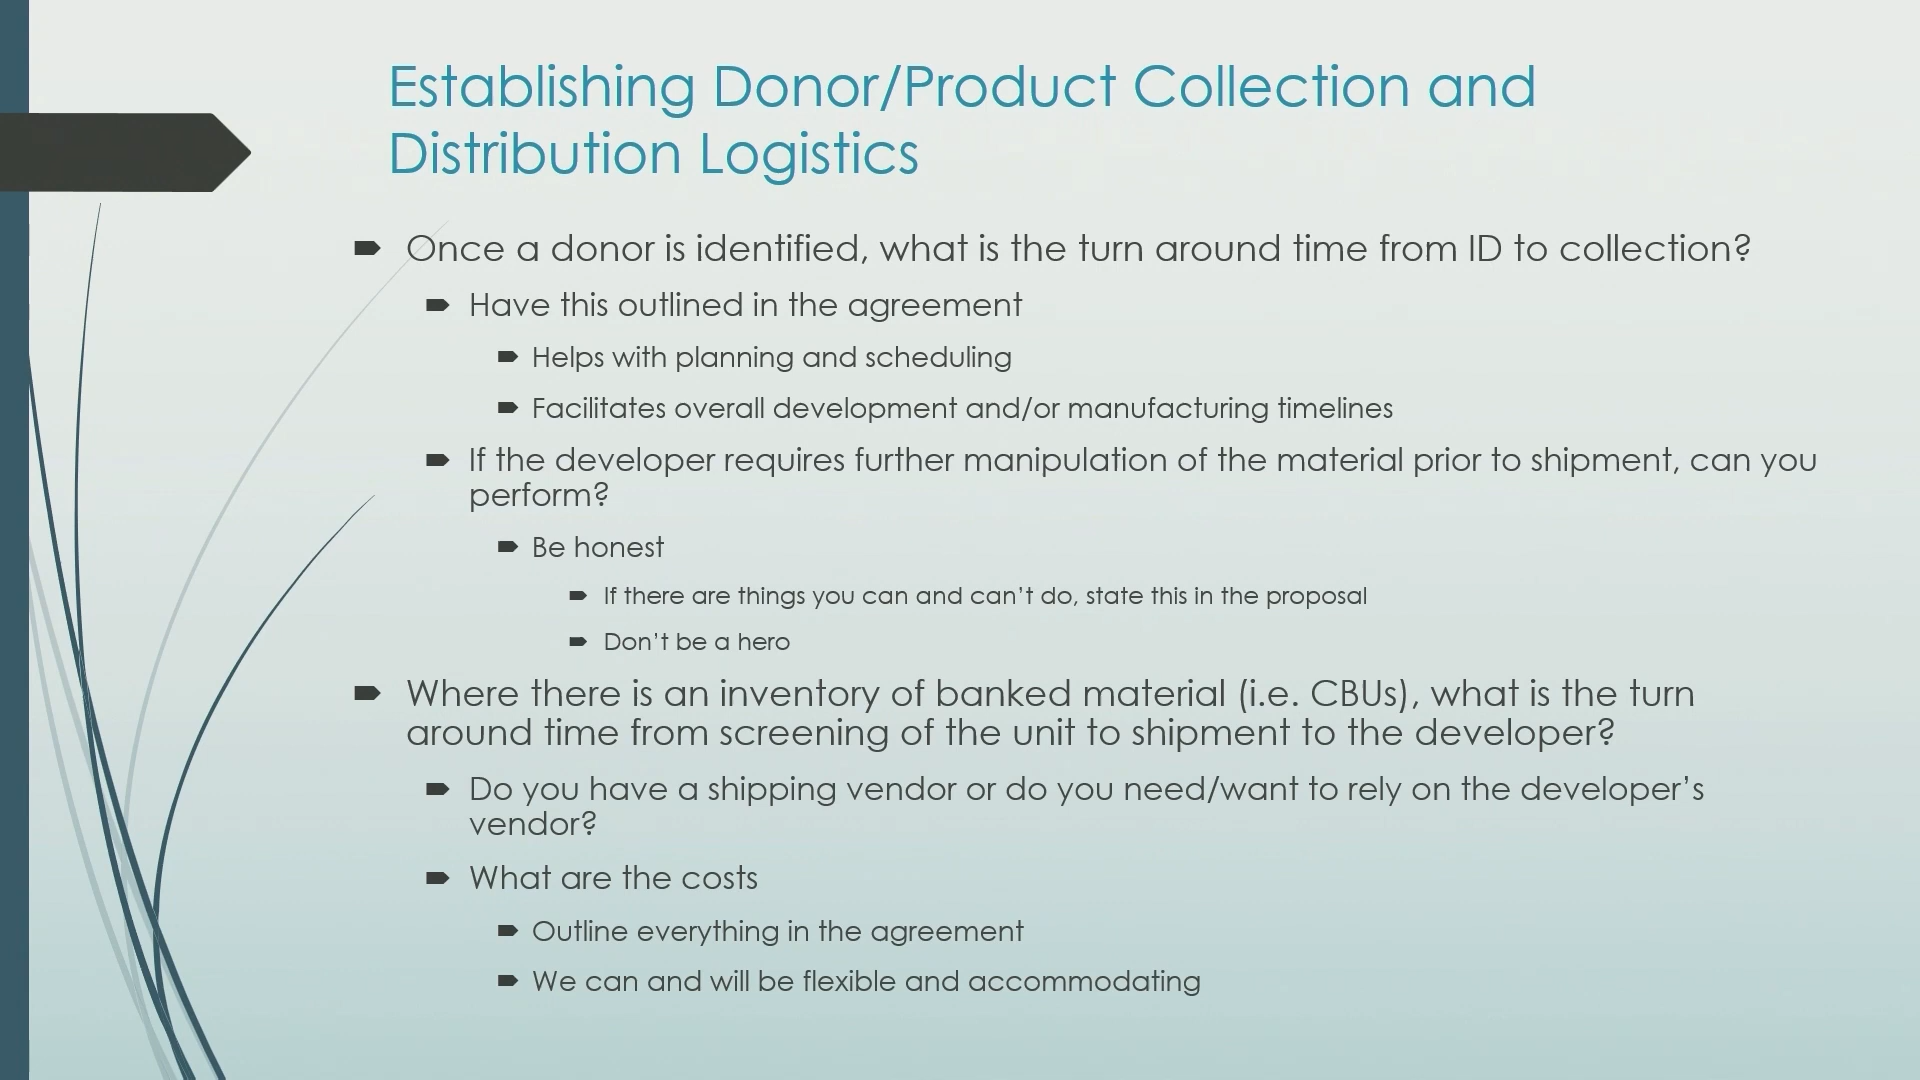 Establishing Donor/Product Collection and
Distribution Logistics
Once a donor is identified, what is the turn around time from ID to collection?
Have this outlined in the agreement
Helps with planning and scheduling
Facilitates overall development and/or manufacturing timelines
If the developer requires further manipulation of the material prior to shipment, can you
perform?
Be honest
If there are things you can and can’t do, state this in the proposal
Don’t be a hero
Where there is an inventory of banked material (i.e. CBUs), what is the turn
around time from screening of the unit to shipment to the developer?
Do you have a shipping vendor or do you need/want to rely on the developer’s
vendor?
What are the costs
Outline everything in the agreement
We can and will be flexible and accommodating